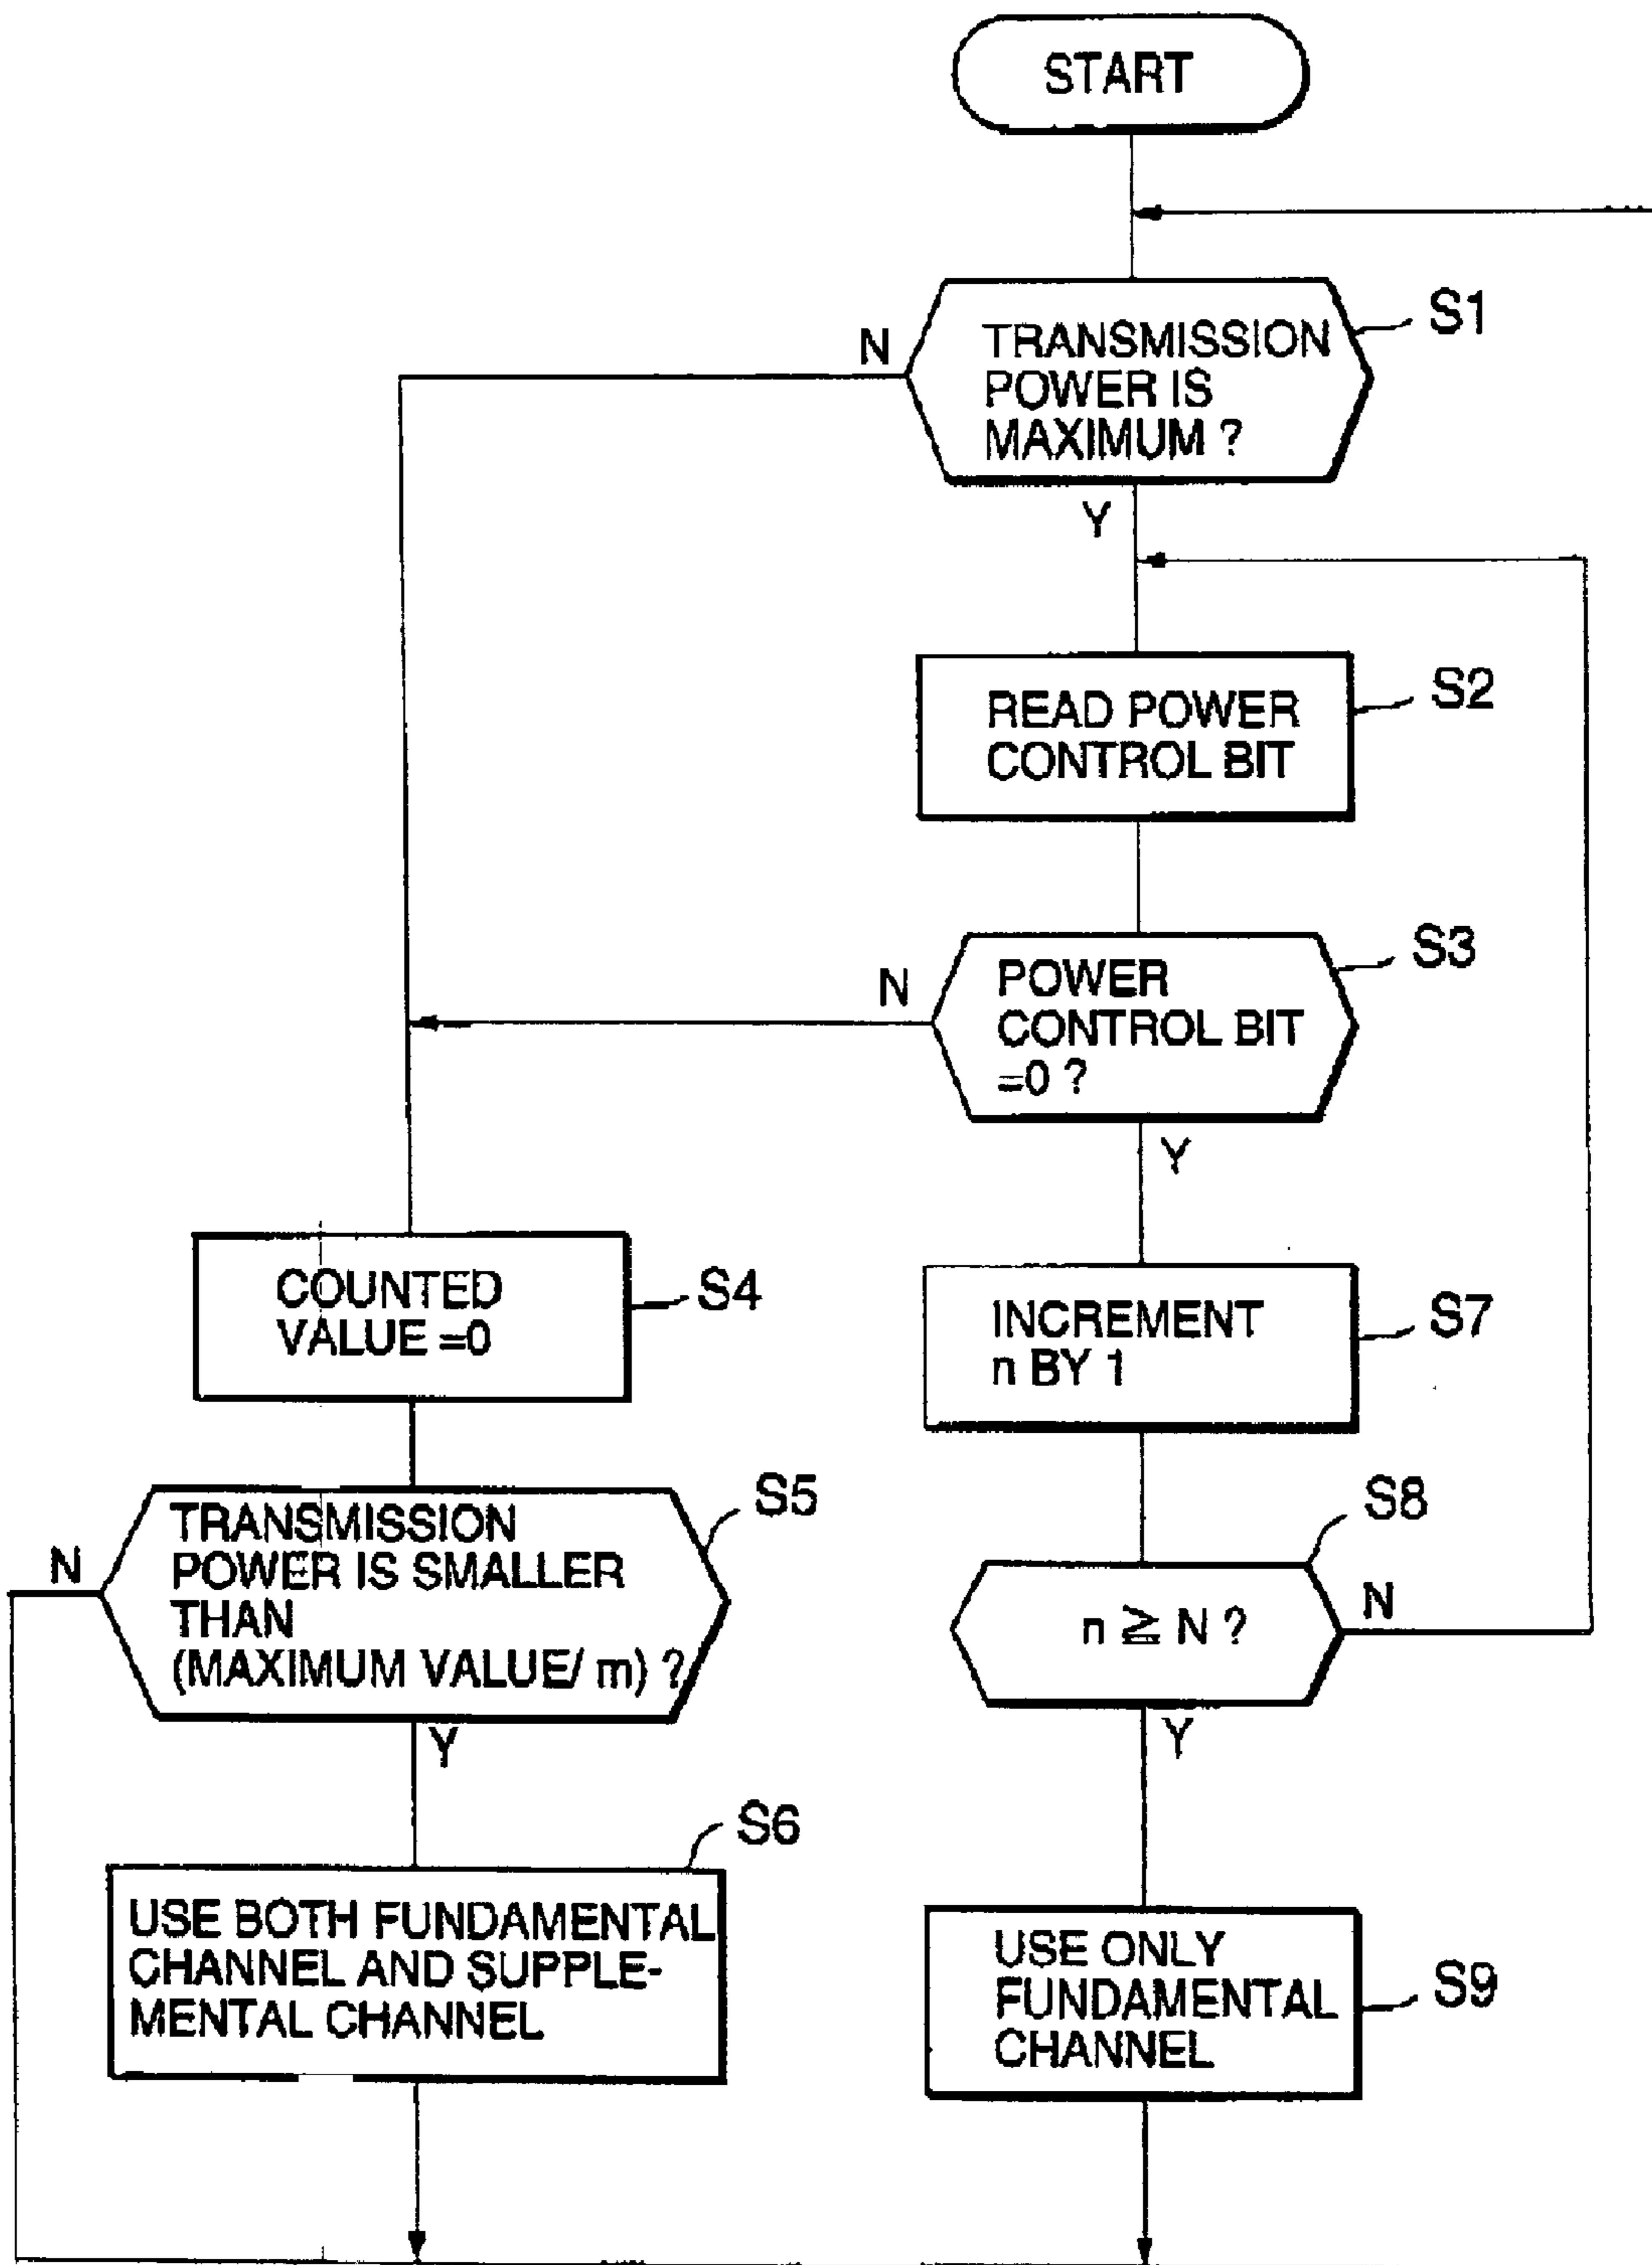 START
S1
N
TRANSMISSION
POWER IS
MAXIMUM ?
Y
S2
READ POWER
CONTROL BIT
S3
N
POWER
CONTROL BIT
=0 ?
Y
S4
COUNTED
VALUE =0
S7
INCREMENT
n BY 1
S5
N
TRANSMISSION
POWER IS SMALLER
THAN
(MAXIMUM VALUE/ m) ?
Y
S8
n ≧ N ?
N
Y
S6
USE BOTH FUNDAMENTAL
CHANNEL AND SUPPLE-
MENTAL CHANNEL
S9
USE ONLY
FUNDAMENTAL
CHANNEL